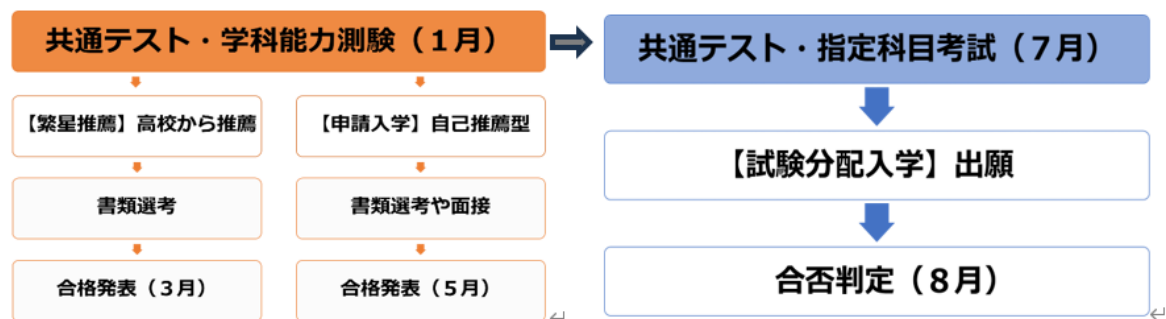 共通テスト・学科能力測験（１月）
【繁星推薦】高校から推薦
書類選考
合格発表（３月）
【申請入学】自己推薦型
書類選考や面接
合格発表（５月）
共通テスト・指定科目考試（７月）
【試験分配入学】出願
合否判定（８月）